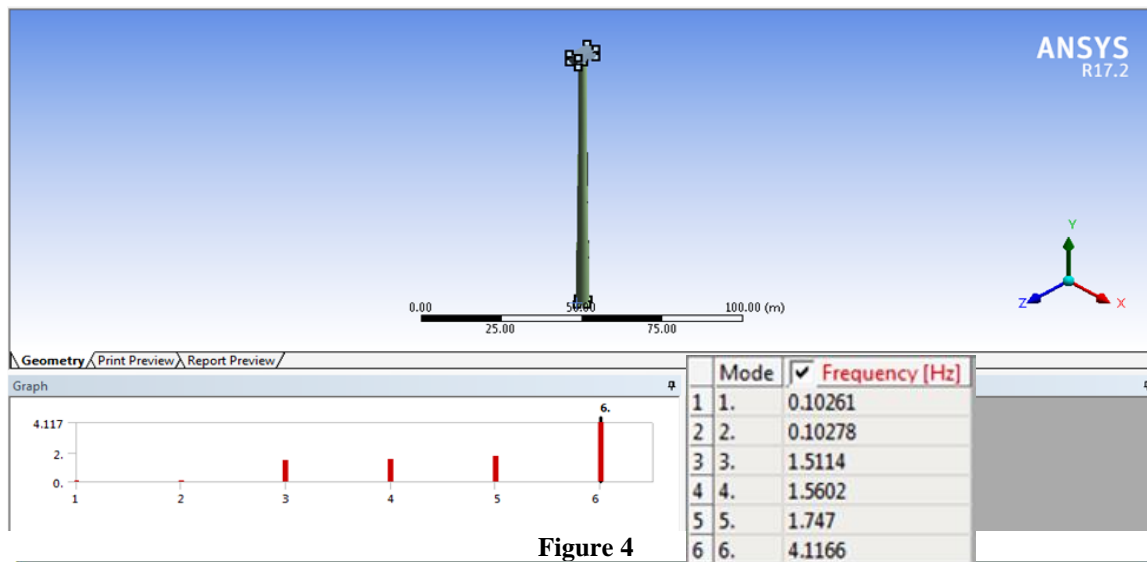 ANSYS
R17.2
Y
Z
X
0.00
50.00
100.00 (m)
25.00
75.00
Geometry Print Preview Report Preview
Graph
6.
4.117
2.
0.
1 2 3 4 5 6
Mode Frequency [Hz]
1 1. 0.10261
2 2. 0.10278
3 3. 1.5114
4 4. 1.5602
5 5. 1.747
6 6. 4.1166
Figure 4